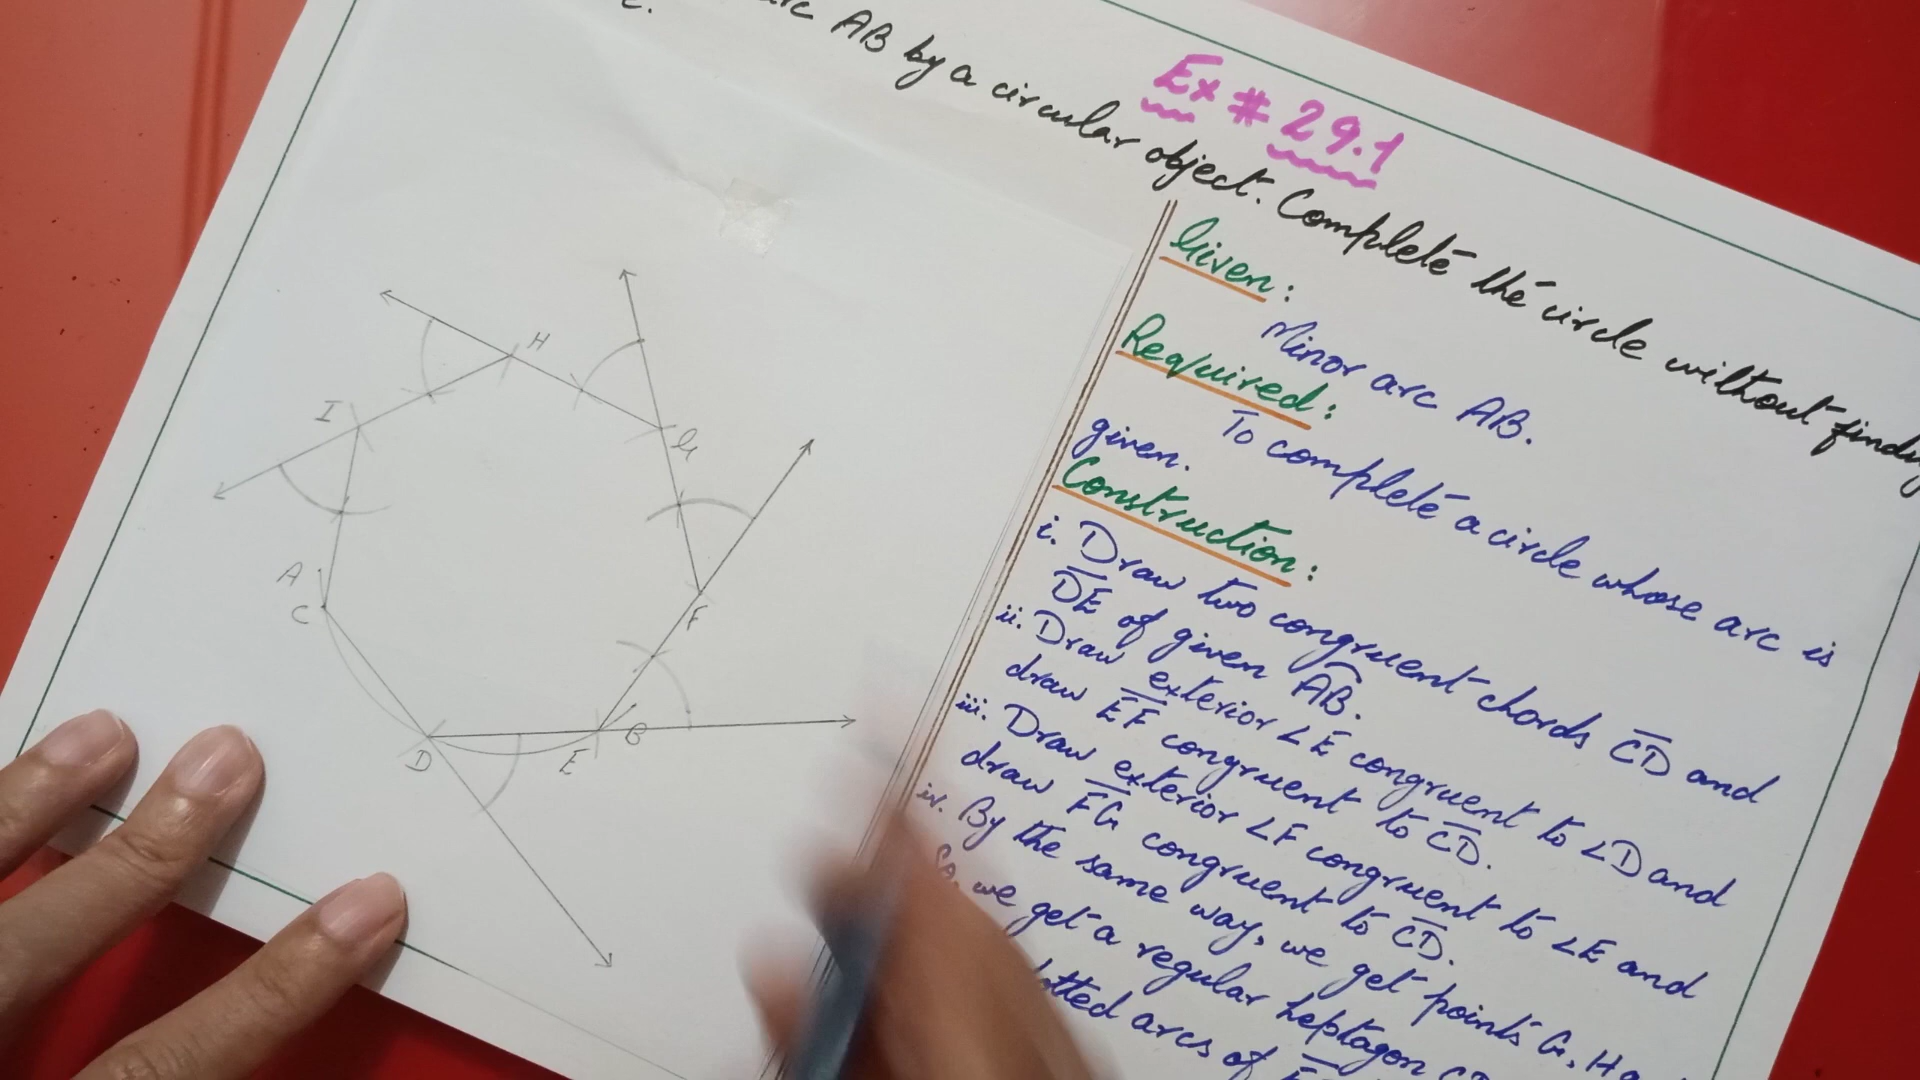 Ex # 29.1
arc AB by a circular object. Complete the circle without
Given:
Minor arc AB.
Required:
To complete a circle whose arc is
given.
Construction:
i. Draw two congruent chords CD and
DE of given AB.
ii. Draw exterior ∠E congruent to ∠D and
draw EF congruent to CD.
iii. Draw exterior ∠F congruent to ∠E and
draw FG congruent to CD.
iv. By the same way, we get points G, H
we get a regular heptagon
arcs of
H
I
G
A
C
F
D
E
B